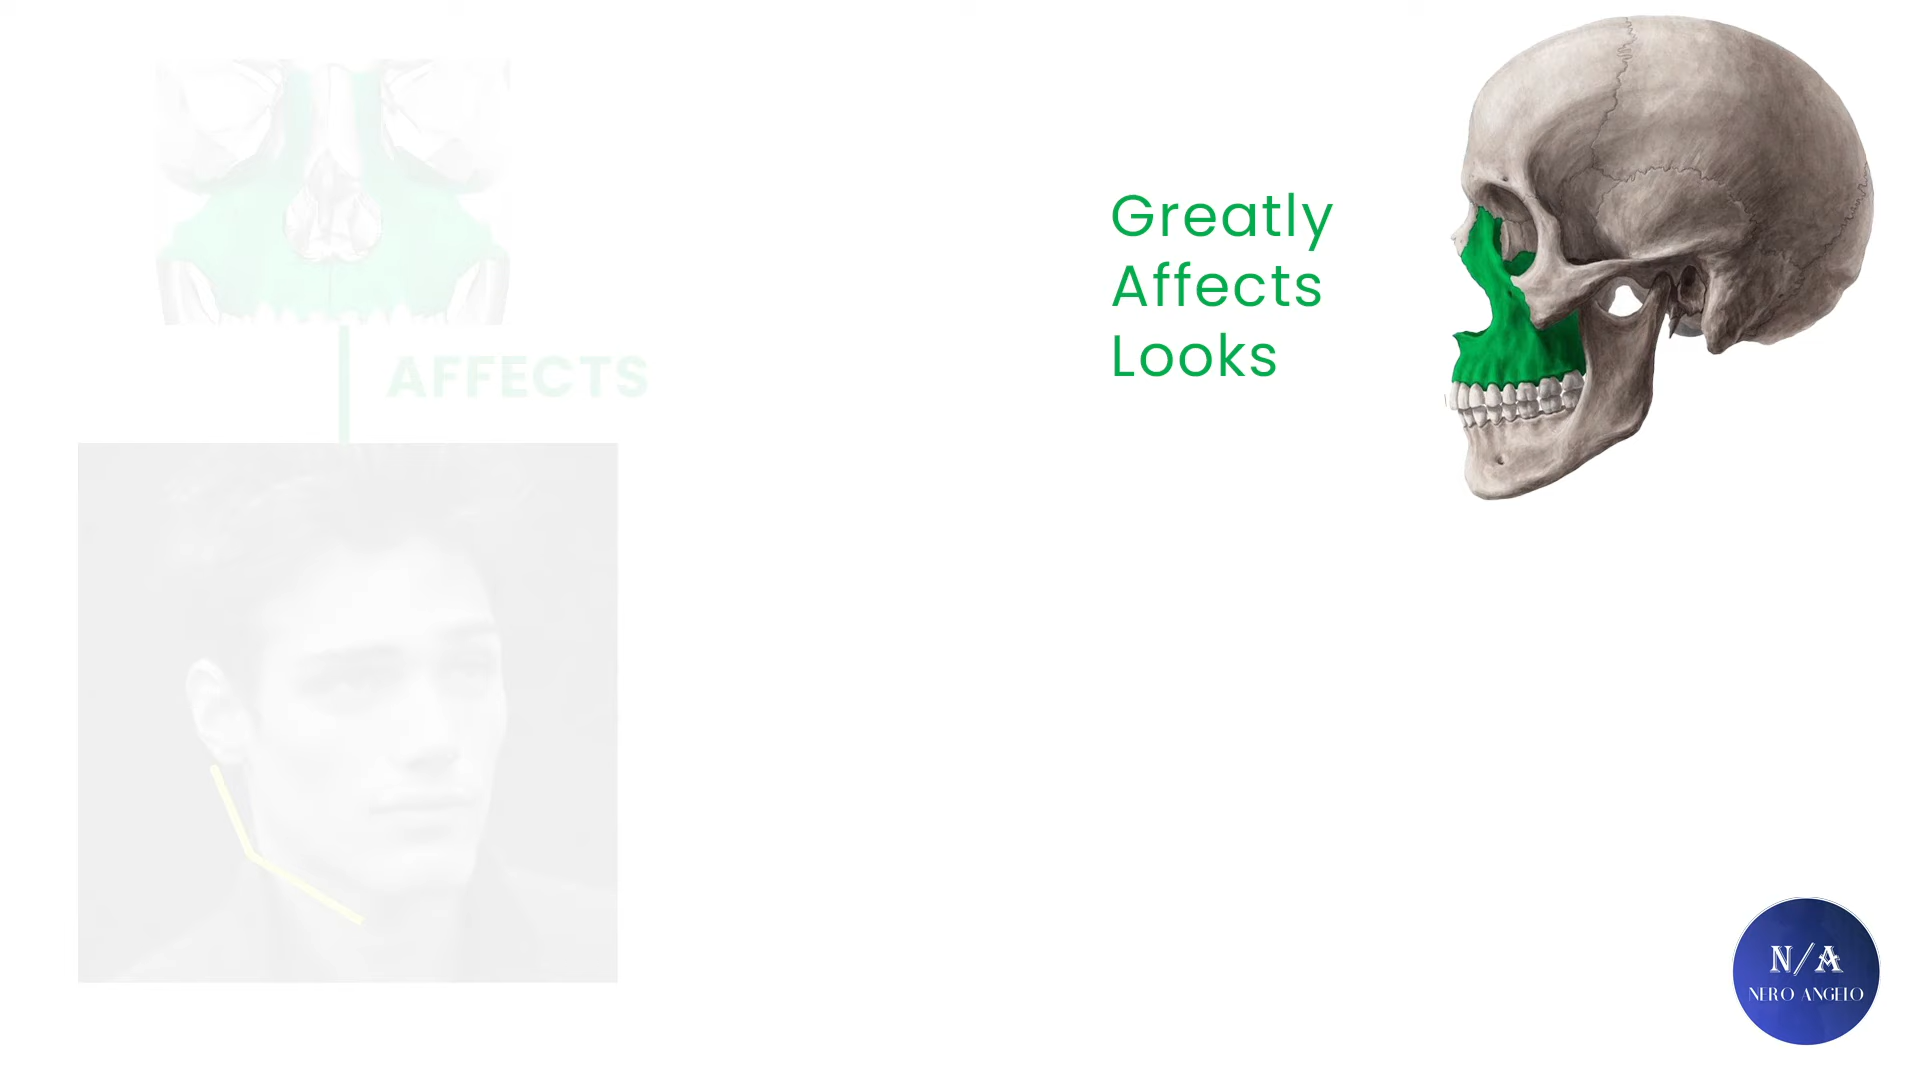 AFFECTS
Greatly
Affects
Looks
N/A
NERO ANGELO